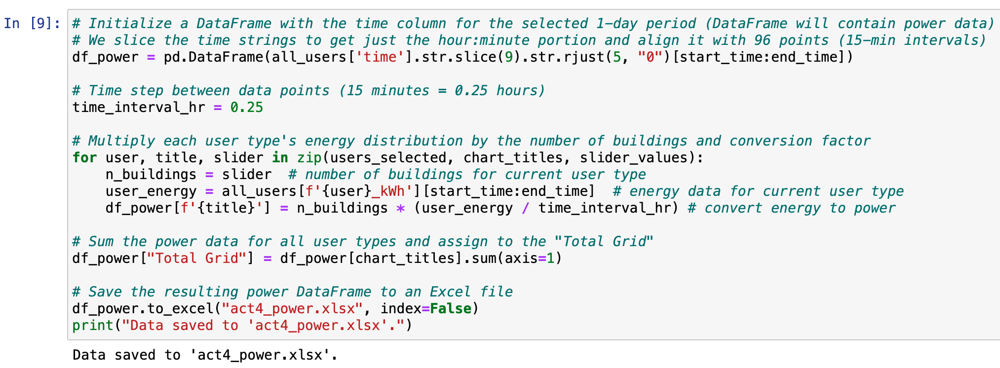 In [9]:
# Initialize a DataFrame with the time column for the selected 1-day period (DataFrame will contain power data)
# We slice the time strings to get just the hour:minute portion and align it with 96 points (15-min intervals)
df_power = pd.DataFrame(all_users['time'].str.slice(9).str.rjust(5, "0")[start_time:end_time])

# Time step between data points (15 minutes = 0.25 hours)
time_interval_hr = 0.25

# Multiply each user type's energy distribution by the number of buildings and conversion factor
for user, title, slider in zip(users_selected, chart_titles, slider_values):
    n_buildings = slider  # number of buildings for current user type
    user_energy = all_users[f'{user}_kWh'][start_time:end_time]  # energy data for current user type
    df_power[f'{title}'] = n_buildings * (user_energy / time_interval_hr) # convert energy to power

# Sum the power data for all user types and assign to the "Total Grid"
df_power["Total Grid"] = df_power[chart_titles].sum(axis=1)

# Save the resulting power DataFrame to an Excel file
df_power.to_excel("act4_power.xlsx", index=False)
print("Data saved to 'act4_power.xlsx'.")
Data saved to 'act4_power.xlsx'.